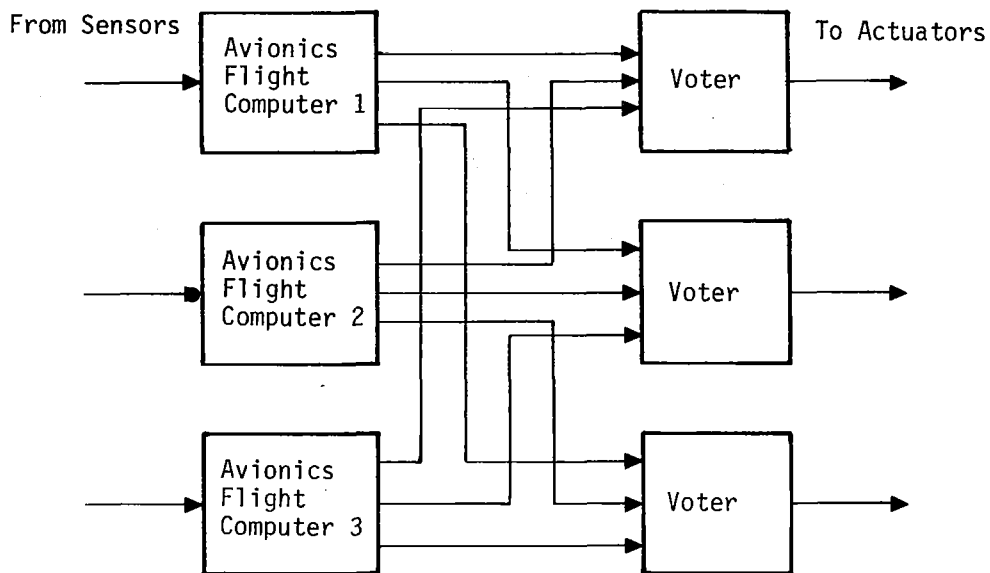 From Sensors
To Actuators
Avionics
Flight
Computer 1
Voter
Avionics
Flight
Computer 2
Voter
Avionics
Flight
Computer 3
Voter